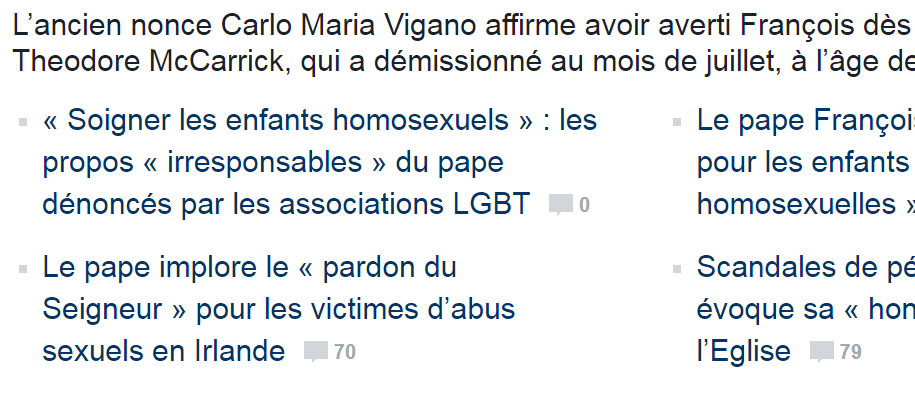 L’ancien nonce Carlo Maria Vigano affirme avoir averti François dès
Theodore McCarrick, qui a démissionné au mois de juillet, à l’âge de
« Soigner les enfants homosexuels » : les
propos « irresponsables » du pape
dénoncés par les associations LGBT 0
Le pape implore le « pardon du
Seigneur » pour les victimes d’abus
sexuels en Irlande 70
Le pape François
pour les enfants
homosexuelles »
Scandales de pé
évoque sa « hon
l’Eglise 79